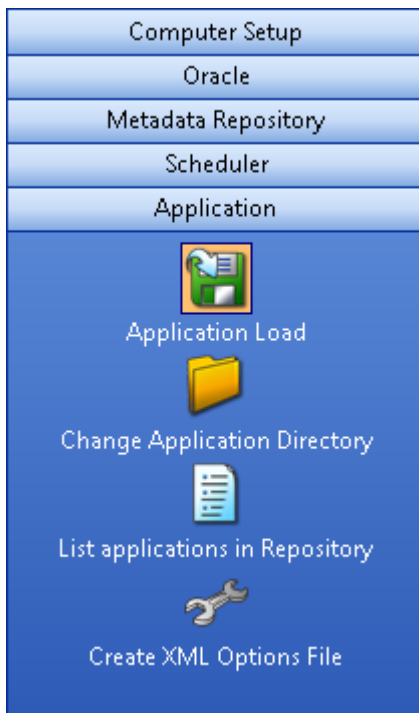 Computer Setup
Oracle
Metadata Repository
Scheduler
Application
Application Load
Change Application Directory
List applications in Repository
Create XML Options File